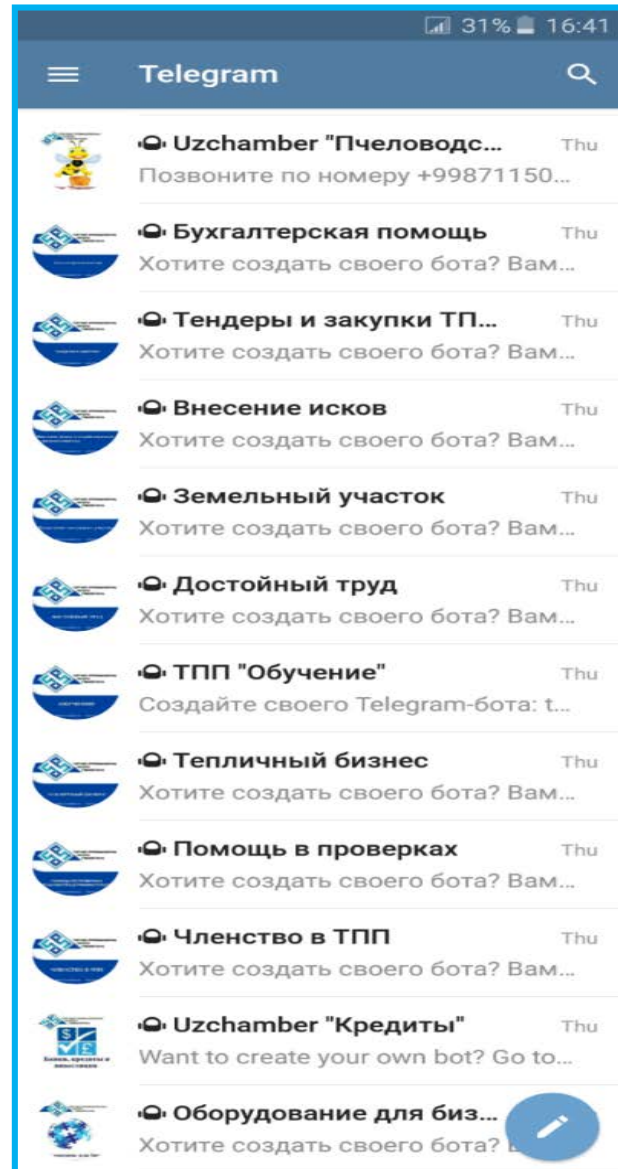 31% 16:41
Telegram
Uzchamber "Пчеловодс... Thu
Позвоните по номеру +99871150...
Бухгалтерская помощь Thu
Хотите создать своего бота? Вам...
Тендеры и закупки ТП... Thu
Хотите создать своего бота? Вам...
Внесение исков Thu
Хотите создать своего бота? Вам...
Земельный участок Thu
Хотите создать своего бота? Вам...
Достойный труд Thu
Хотите создать своего бота? Вам...
ТПП "Обучение" Thu
Создайте своего Telegram-бота: t...
Тепличный бизнес Thu
Хотите создать своего бота? Вам...
Помощь в проверках Thu
Хотите создать своего бота? Вам...
Членство в ТПП Thu
Хотите создать своего бота? Вам...
Uzchamber "Кредиты" Thu
Want to create your own bot? Go to...
Оборудование для биз...
Хотите создать своего бота?